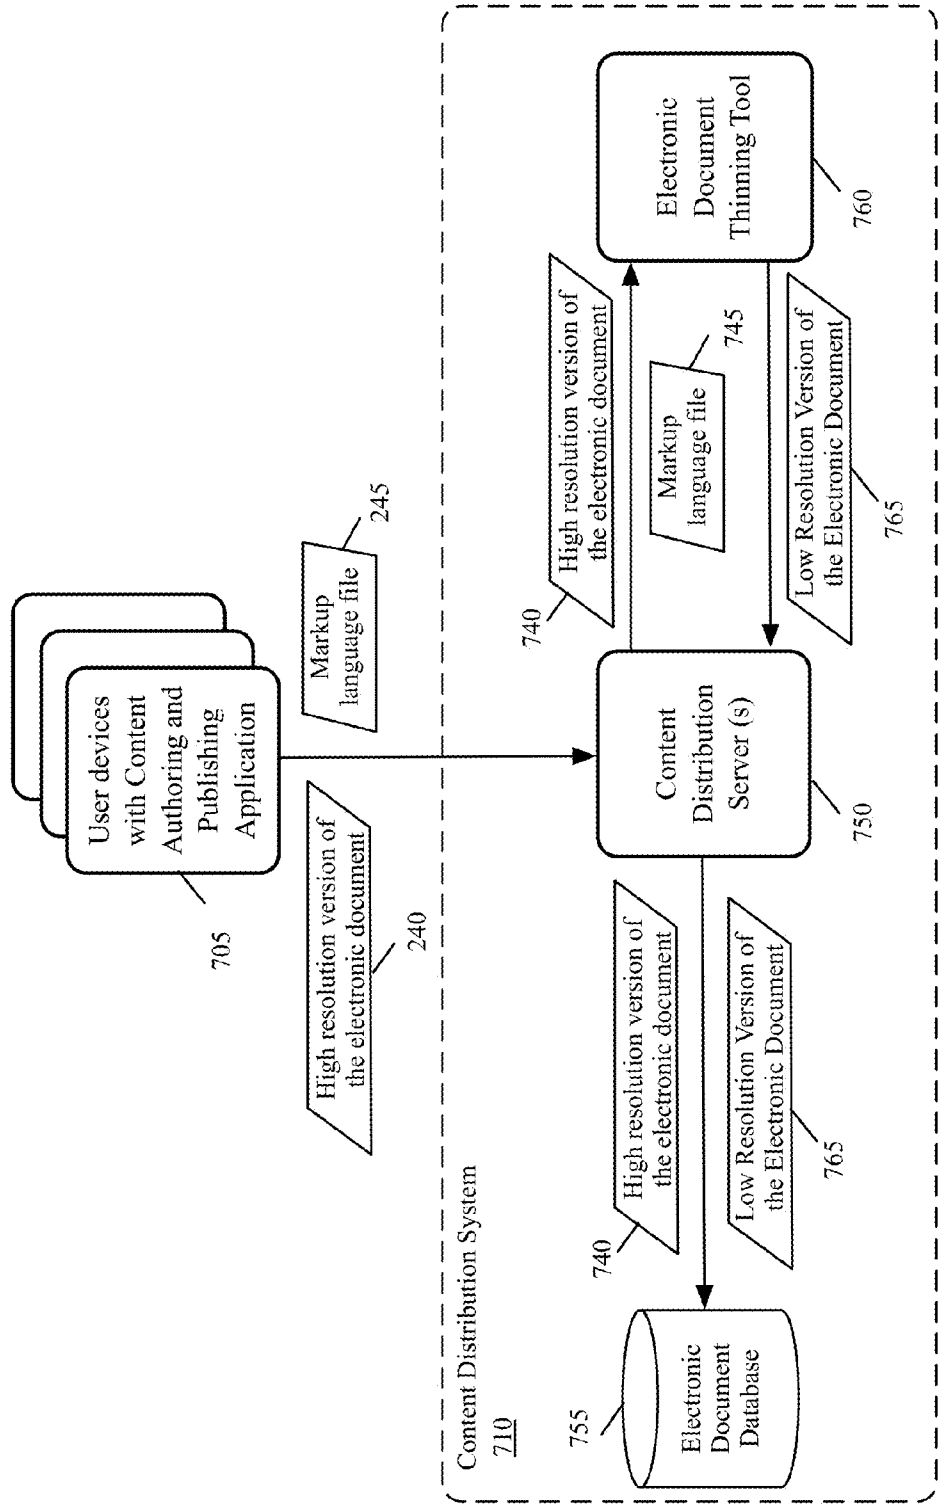 User devices
with Content
Authoring and
Publishing
Application
705
High resolution version of
the electronic document
240
Markup
language file
245
Content Distribution System
710
755
Electronic
Document
Database
740
High resolution version of
the electronic document
Low Resolution Version of
the Electronic Document
765
Content
Distribution
Server (s)
750
740
High resolution version of
the electronic document
Markup
language file
745
Low Resolution Version of
the Electronic Document
765
Electronic
Document
Thinning Tool
760